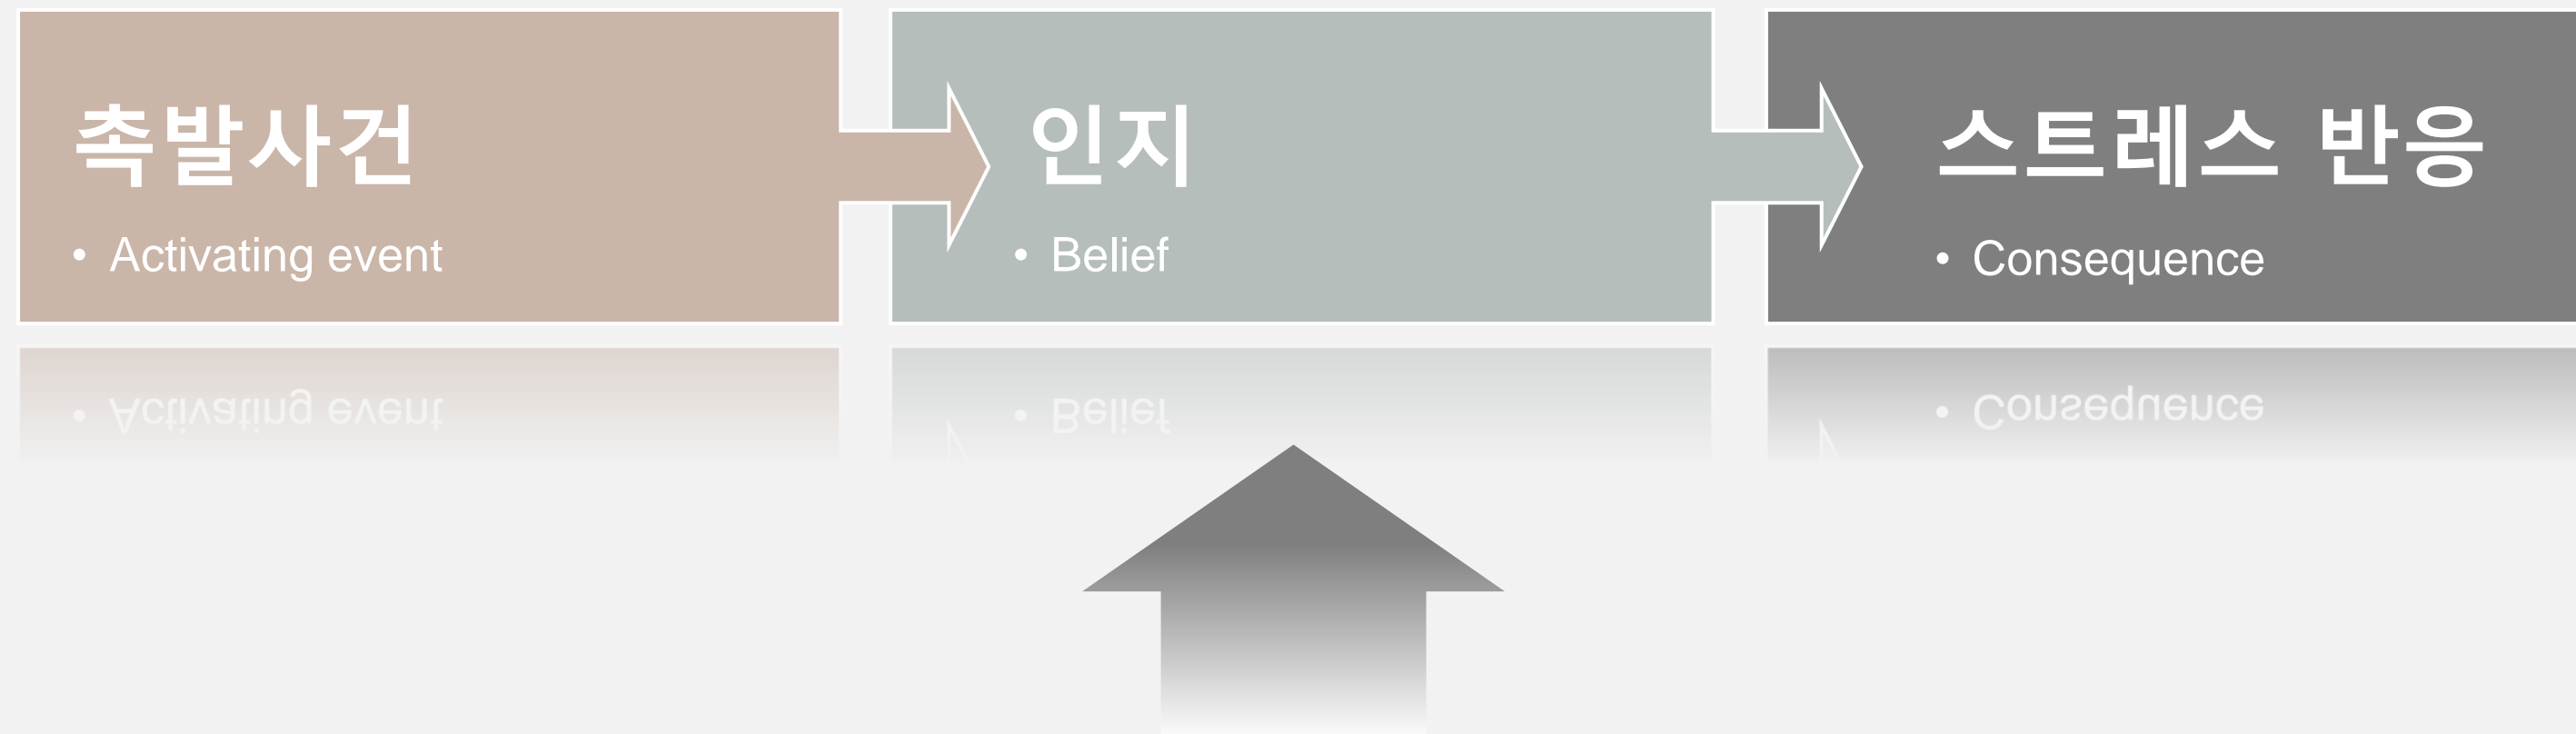 촉발사건
• Activating event
인지
• Belief
스트레스 반응
• Consequence